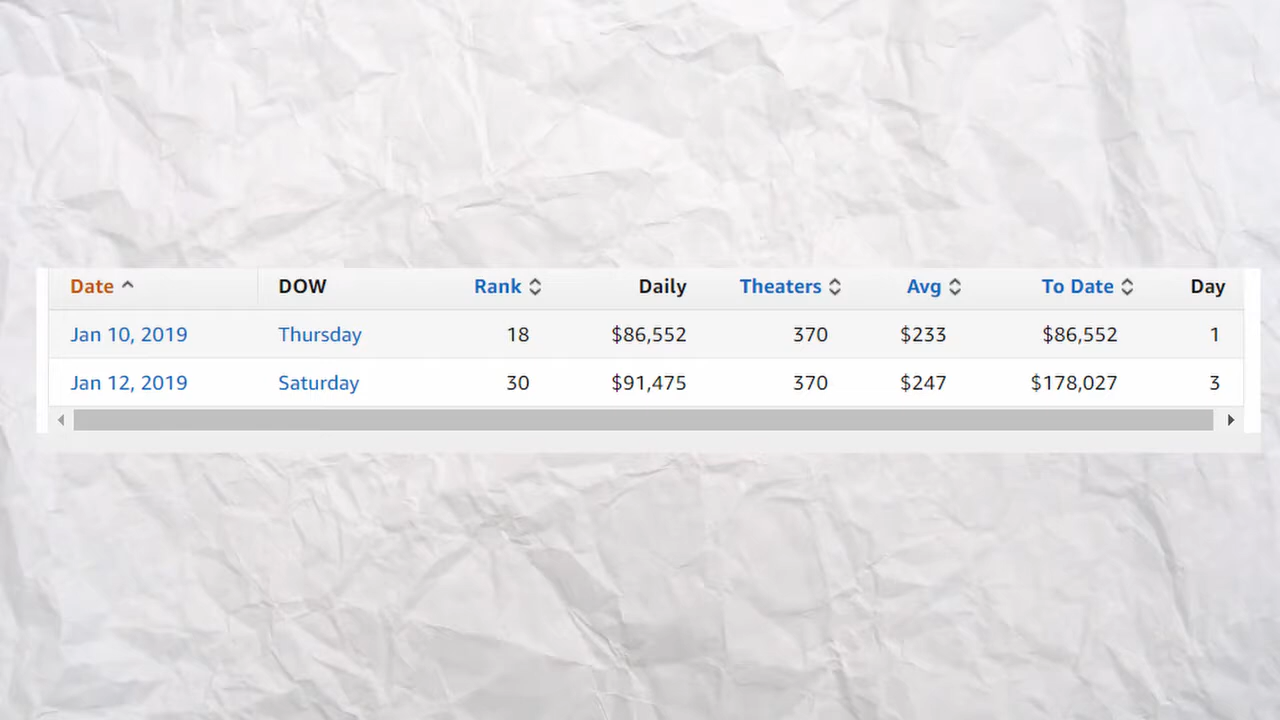 Date DOW Rank Daily Theaters Avg To Date Day
Jan 10, 2019 Thursday 18 $86,552 370 $233 $86,552 1
Jan 12, 2019 Saturday 30 $91,475 370 $247 $178,027 3